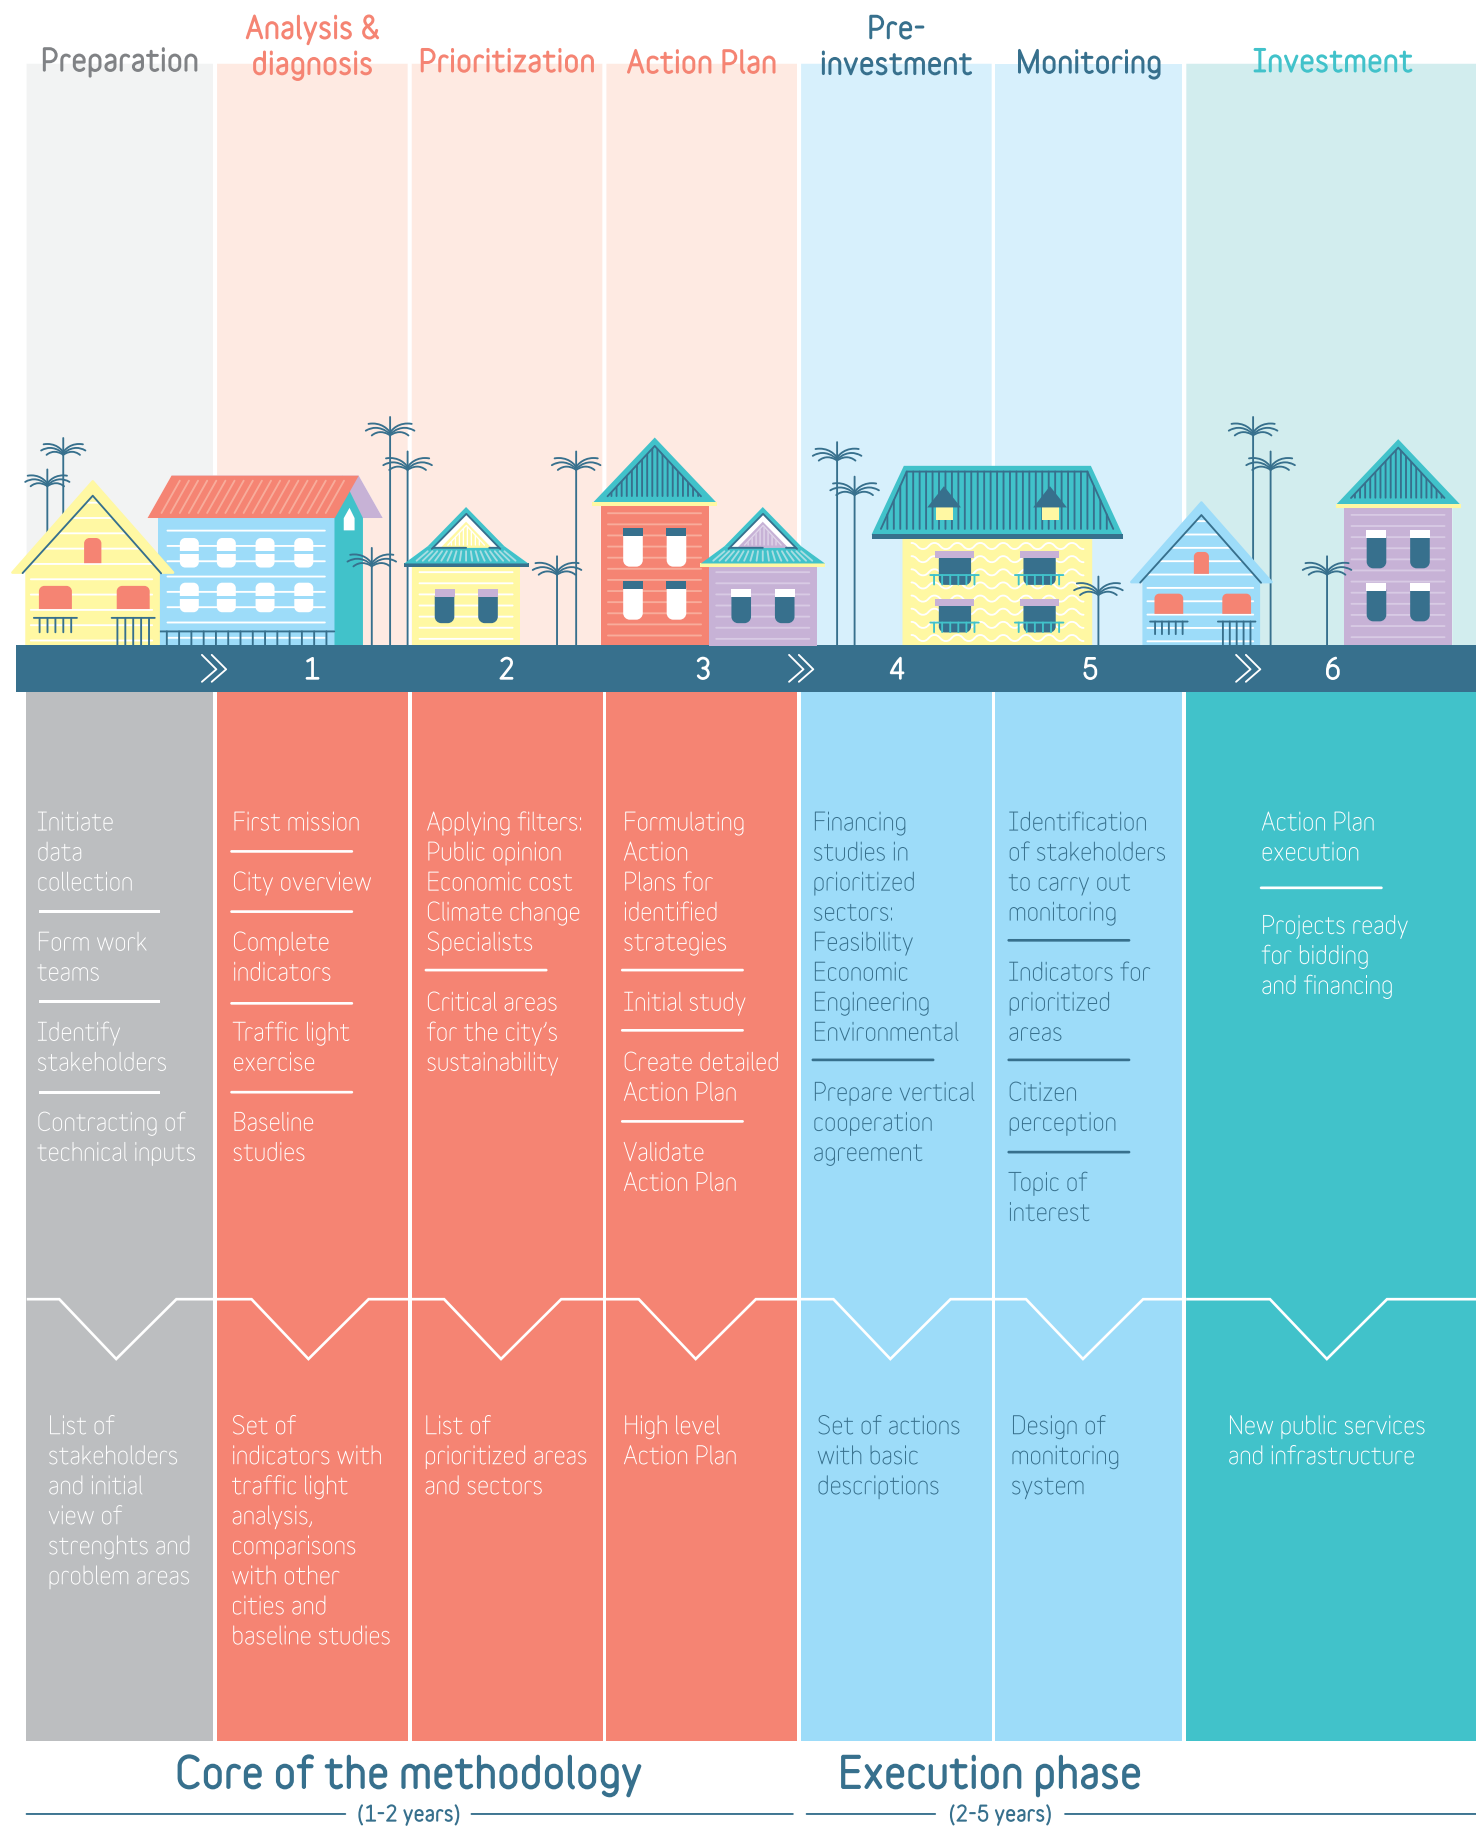 Preparation
Analysis &
diagnosis
Prioritization
Action Plan
Pre-
investment
Monitoring
Investment
1
2
3
4
5
6
Initiate
data
collection
Form work
teams
Identify
stakeholders
Contracting of
technical inputs
First mission
City overview
Complete
indicators
Traffic light
exercise
Baseline
studies
Applying filters:
Public opinion
Economic cost
Climate change
Specialists
Critical areas
for the city's
sustainability
Formulating
Action
Plans for
identified
strategies
Initial study
Create detailed
Action Plan
Validate
Action Plan
Financing
studies in
prioritized
sectors:
Feasibility
Economic
Engineering
Environmental
Prepare vertical
cooperation
agreement
Identification
of stakeholders
to carry out
monitoring
Indicators for
prioritized
areas
Citizen
perception
Topic of
interest
Action Plan
execution
Projects ready
for bidding
and financing
List of
stakeholders
and initial
view of
strenghts and
problem areas
Set of
indicators with
traffic light
analysis,
comparisons
with other
cities and
baseline studies
List of
prioritized areas
and sectors
High level
Action Plan
Set of actions
with basic
descriptions
Design of
monitoring
system
New public services
and infrastructure
Core of the methodology
(1-2 years)
Execution phase
(2-5 years)